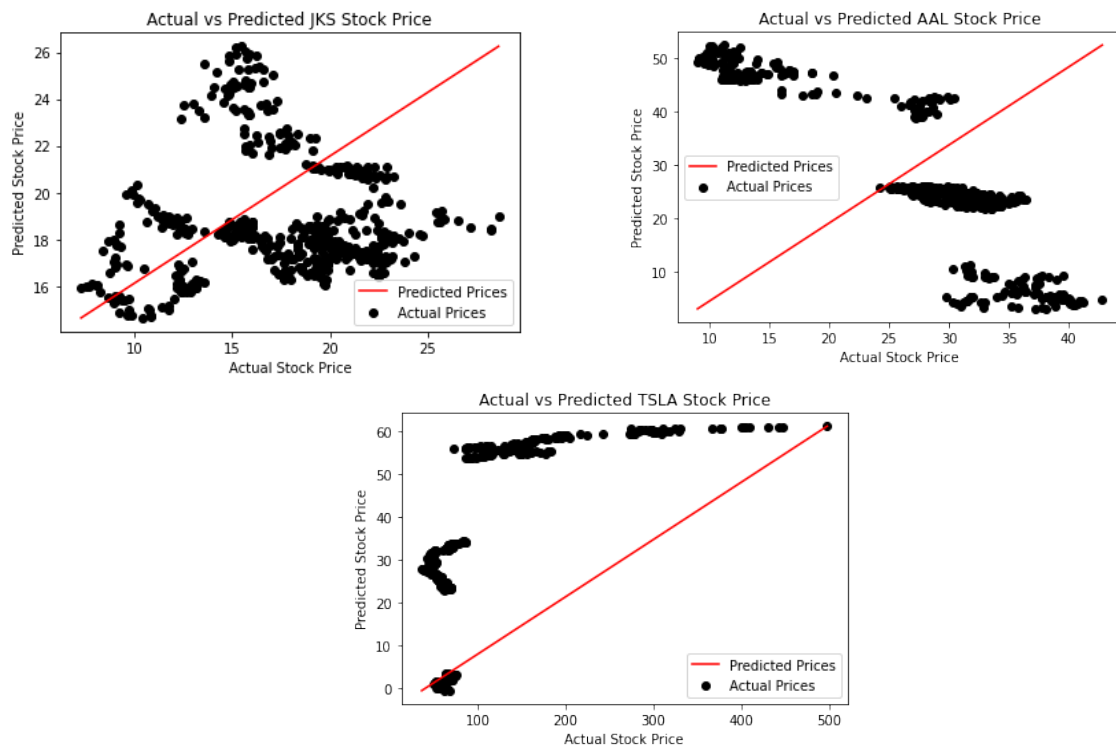 Actual vs Predicted JKS Stock Price
26
24
22
20
18
16
Predicted Stock Price
10 15 20 25
Actual Stock Price
Predicted Prices
Actual Prices
Actual vs Predicted AAL Stock Price
50
40
30
20
10
Predicted Stock Price
10 15 20 25 30 35 40
Actual Stock Price
Predicted Prices
Actual Prices
Actual vs Predicted TSLA Stock Price
60
50
40
30
20
10
0
Predicted Stock Price
100 200 300 400 500
Actual Stock Price
Predicted Prices
Actual Prices